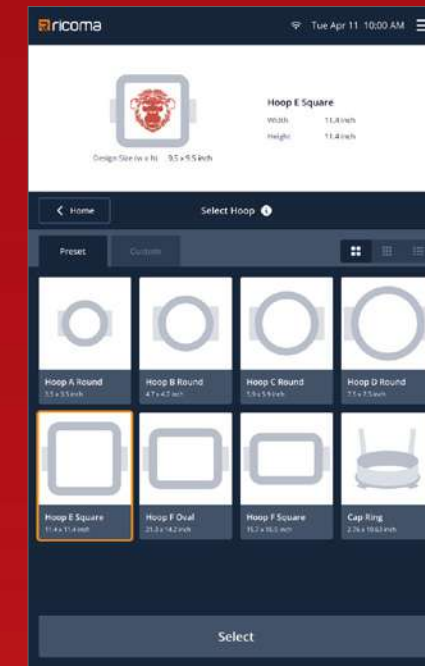 ricoma
Tue Apr 11 10:00 AM
Hoop E Square
Width 11.4 inch
Height 11.4 inch
Design Size (w x h) 9.5 x 9.5 inch
Home
Select Hoop
Preset Custom
Hoop A Round Hoop B Round Hoop C Round Hoop D Round
3.5 x 3.5 inch 4.7 x 4.7 inch 5.9 x 5.9 inch 7.5 x 7.5 inch
Hoop E Square Hoop F Oval Hoop F Square Cap Ring
11.4 x 11.4 inch
Select